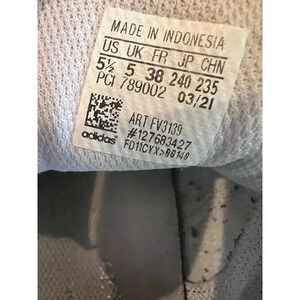 MADE IN INDONESIA
US UK FR JP CHN
5½ 5 38 240 235
PCI 789002 03/21
ART FV3139
#127683427
adidas FD11CYX>BG140